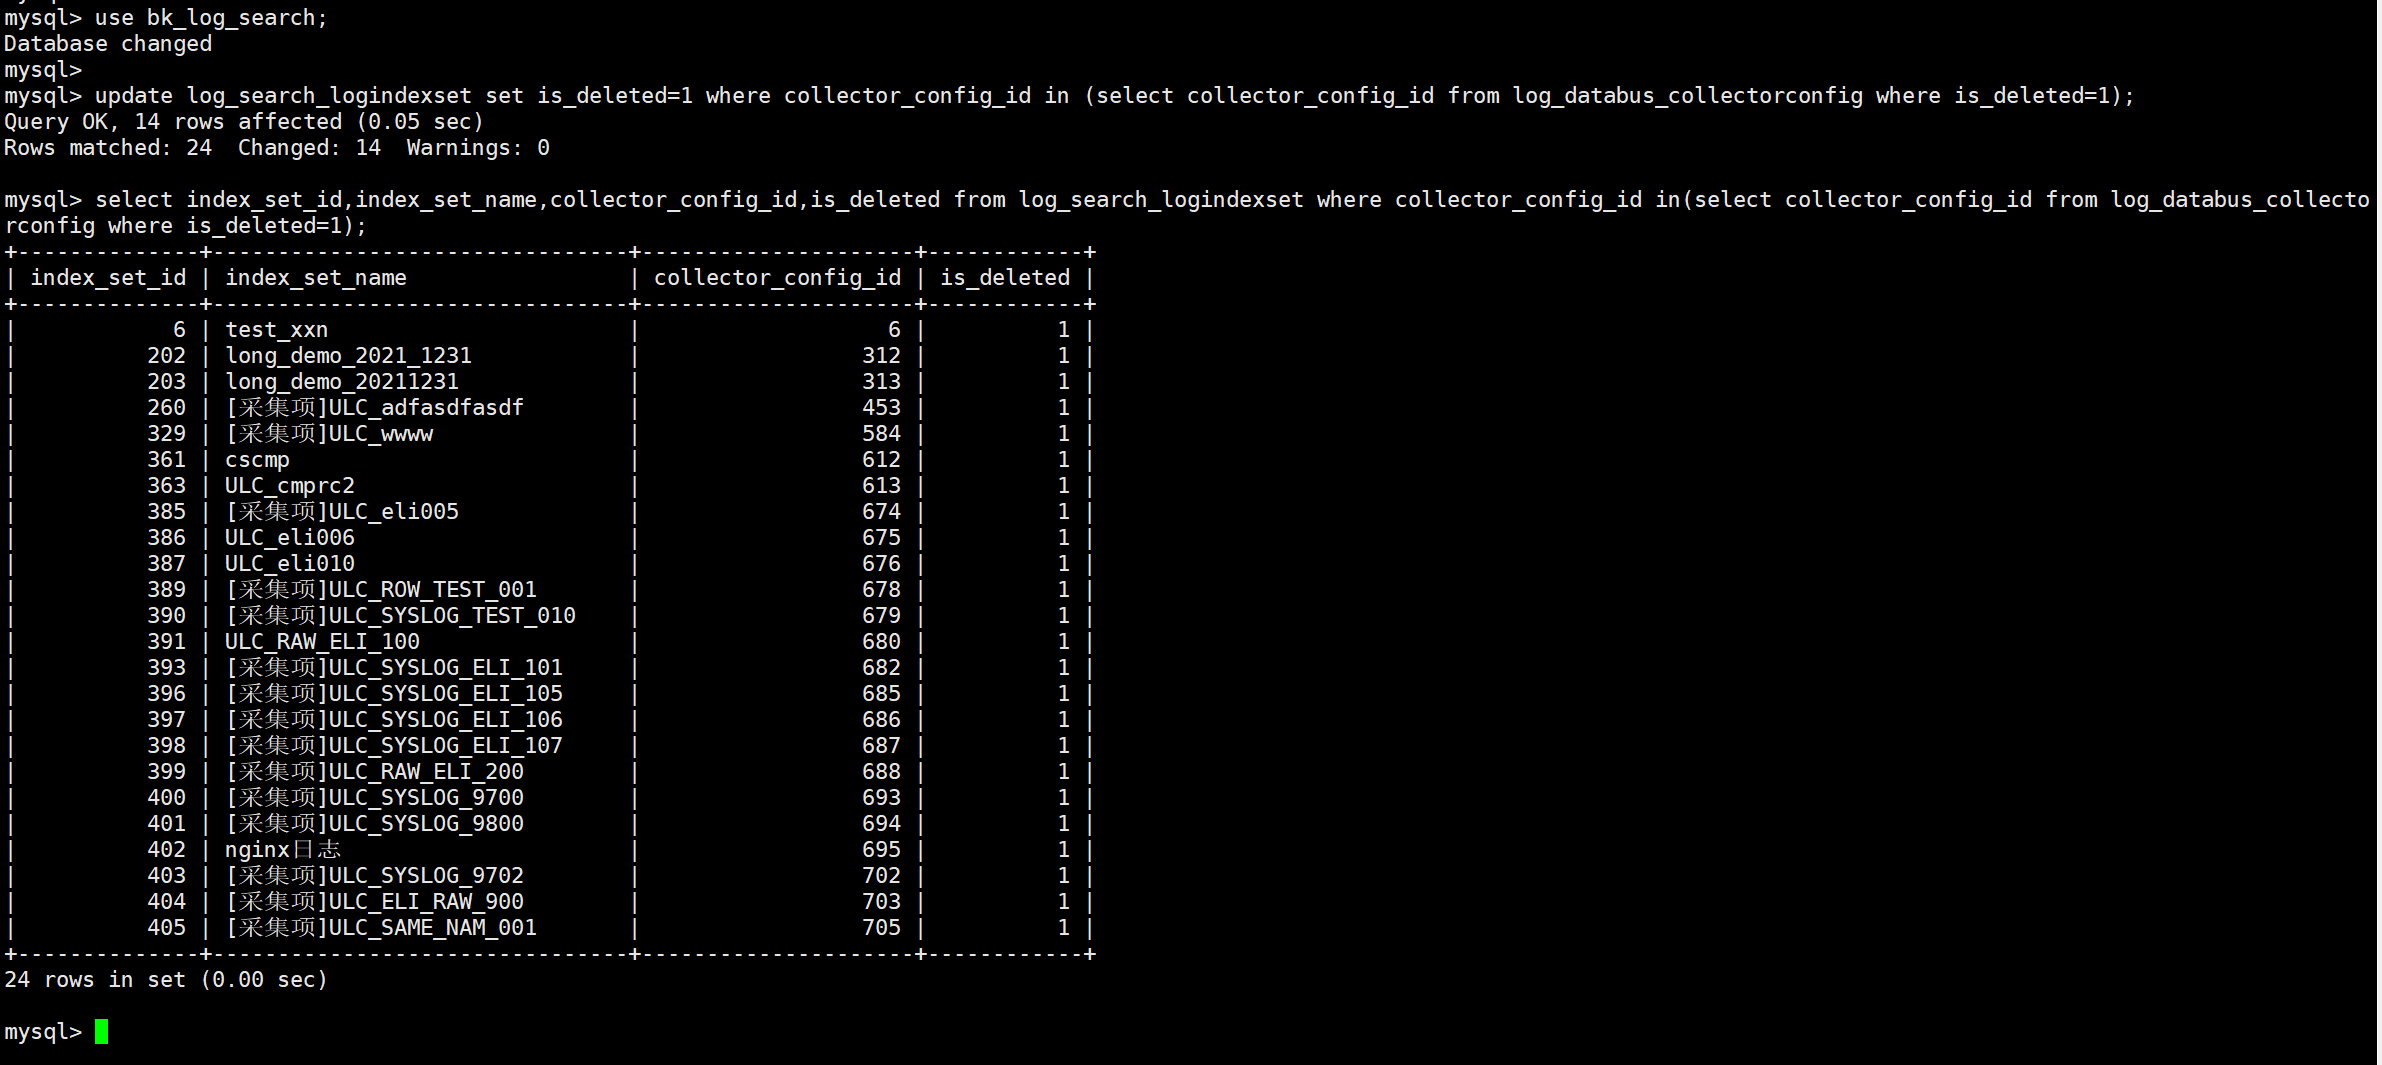 mysql> use bk_log_search;
Database changed
mysql>
mysql> update log_search_logindexset set is_deleted=1 where collector_config_id in (select collector_config_id from log_databus_collectorconfig where is_deleted=1);
Query OK, 14 rows affected (0.05 sec)
Rows matched: 24  Changed: 14  Warnings: 0
mysql> select index_set_id,index_set_name,collector_config_id,is_deleted from log_search_logindexset where collector_config_id in(select collector_config_id from log_databus_collecto
rconfig where is_deleted=1);
+--------------+--------------------------------+---------------------+------------+
| index_set_id | index_set_name                 | collector_config_id | is_deleted |
+--------------+--------------------------------+---------------------+------------+
|            6 | test_xxn                       |                   6 |          1 |
|          202 | long_demo_2021_1231            |                 312 |          1 |
|          203 | long_demo_20211231             |                 313 |          1 |
|          260 | [采集项]ULC_adfasdfasdf        |                 453 |          1 |
|          329 | [采集项]ULC_wwww               |                 584 |          1 |
|          361 | cscmp                          |                 612 |          1 |
|          363 | ULC_cmprc2                     |                 613 |          1 |
|          385 | [采集项]ULC_eli005             |                 674 |          1 |
|          386 | ULC_eli006                     |                 675 |          1 |
|          387 | ULC_eli010                     |                 676 |          1 |
|          389 | [采集项]ULC_ROW_TEST_001       |                 678 |          1 |
|          390 | [采集项]ULC_SYSLOG_TEST_010    |                 679 |          1 |
|          391 | ULC_RAW_ELI_100                |                 680 |          1 |
|          393 | [采集项]ULC_SYSLOG_ELI_101     |                 682 |          1 |
|          396 | [采集项]ULC_SYSLOG_ELI_105     |                 685 |          1 |
|          397 | [采集项]ULC_SYSLOG_ELI_106     |                 686 |          1 |
|          398 | [采集项]ULC_SYSLOG_ELI_107     |                 687 |          1 |
|          399 | [采集项]ULC_RAW_ELI_200        |                 688 |          1 |
|          400 | [采集项]ULC_SYSLOG_9700        |                 693 |          1 |
|          401 | [采集项]ULC_SYSLOG_9800        |                 694 |          1 |
|          402 | nginx日志                      |                 695 |          1 |
|          403 | [采集项]ULC_SYSLOG_9702        |                 702 |          1 |
|          404 | [采集项]ULC_ELI_RAW_900        |                 703 |          1 |
|          405 | [采集项]ULC_SAME_NAM_001       |                 705 |          1 |
+--------------+--------------------------------+---------------------+------------+
24 rows in set (0.00 sec)
mysql>